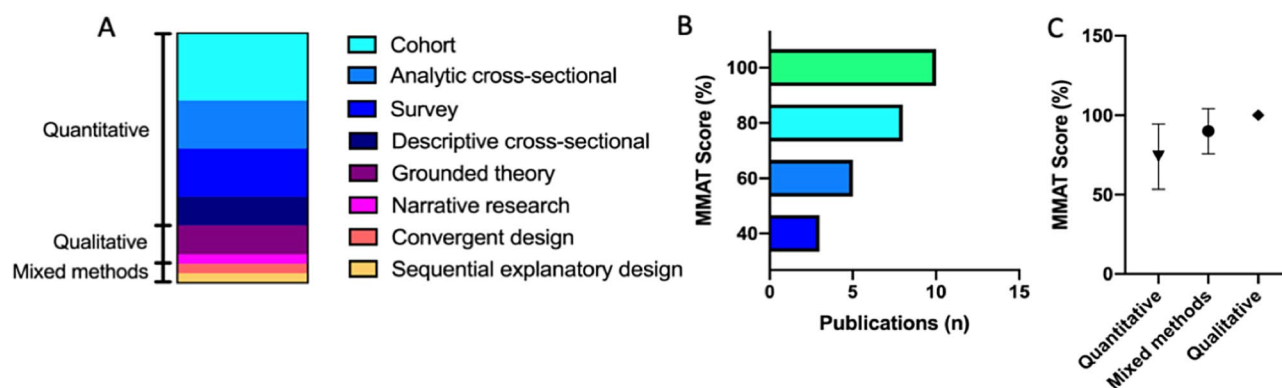 A
Quantitative
Qualitative
Mixed methods
Cohort
Analytic cross-sectional
Survey
Descriptive cross-sectional
Grounded theory
Narrative research
Convergent design
Sequential explanatory design
B
MMAT Score (%)
100
80
60
40
0
5
10
15
Publications (n)
C
MMAT Score (%)
150
100
50
0
Quantitative
Mixed methods
Qualitative